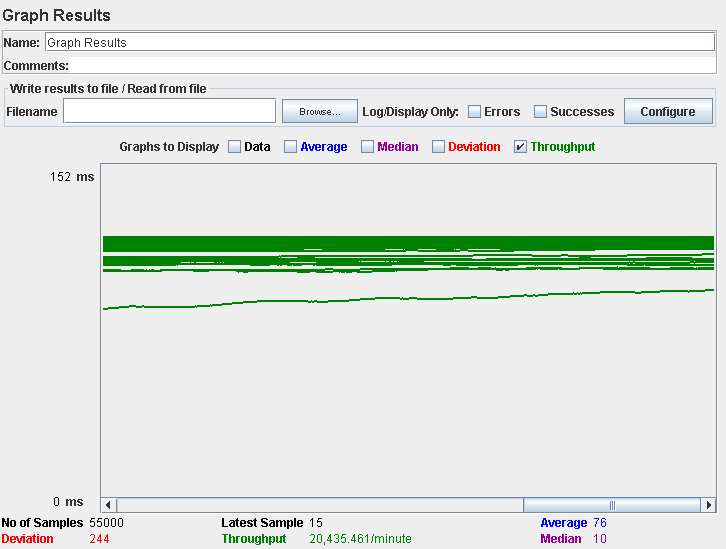 Graph Results
Name: Graph Results
Comments:
Write results to file / Read from file
Filename Browse... Log/Display Only: Errors Successes Configure
Graphs to Display Data Average Median Deviation Throughput
152 ms
0 ms
No of Samples 55000 Latest Sample 15 Average 76
Deviation 244 Throughput 20,435.461/minute Median 10